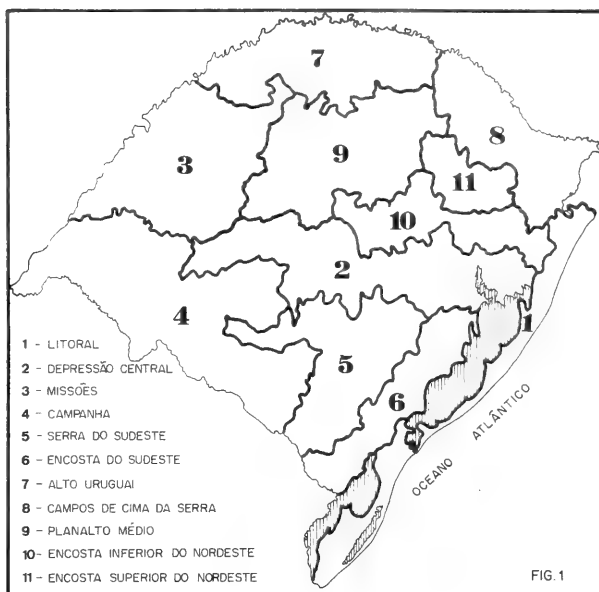 7
8
3
9
11
10
2
4
1
5
6
1 - LITORAL
2 - DEPRESSÃO CENTRAL
3 - MISSÕES
4 - CAMPANHA
5 - SERRA DO SUDESTE
6 - ENCOSTA DO SUDESTE
7 - ALTO URUGUAI
8 - CAMPOS DE CIMA DA SERRA
9 - PLANALTO MÉDIO
10 - ENCOSTA INFERIOR DO NORDESTE
11 - ENCOSTA SUPERIOR DO NORDESTE
OCEANO ATLÂNTICO
FIG. 1